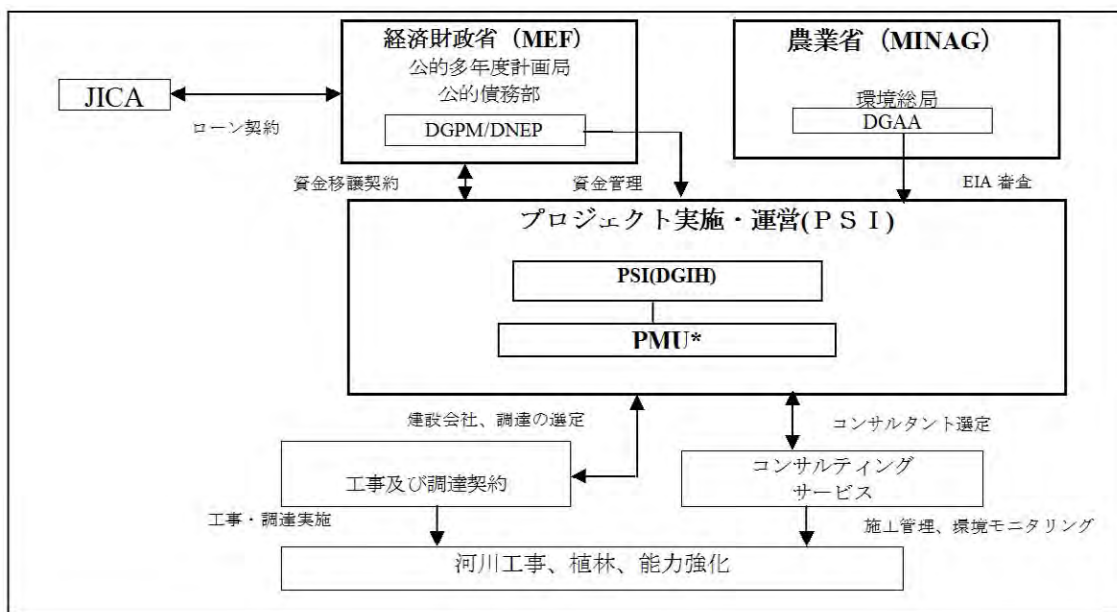 経済財政省（MEF）
公的多年度計画局
公的債務部
DGPM/DNEP
農業省（MINAG）
環境総局
DGAA
JICA
ローン契約
資金移譲契約
資金管理
EIA 審査
プロジェクト実施・運営(ＰＳＩ)
PSI(DGIH)
PMU*
建設会社、調達の選定
コンサルタント選定
工事及び調達契約
コンサルティング
サービス
工事・調達実施
施工管理、環境モニタリング
河川工事、植林、能力強化